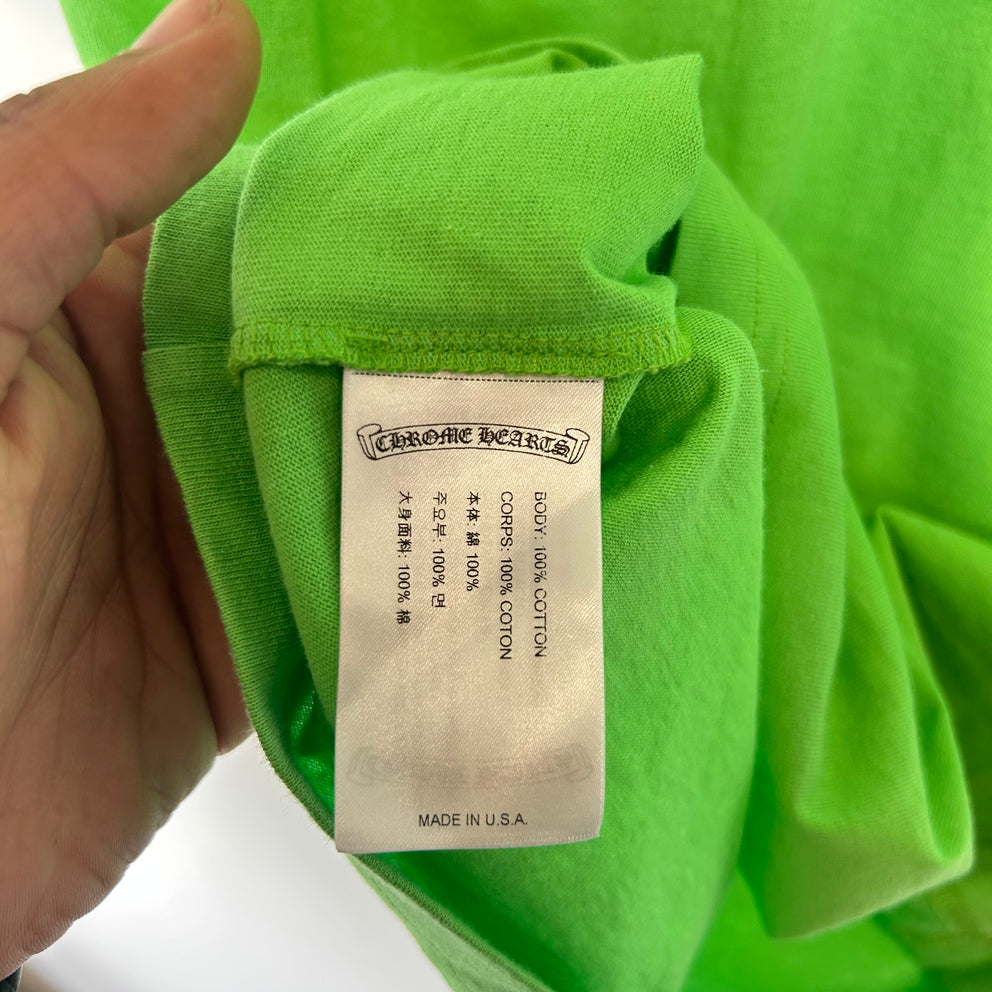 CHROME HEARTS
BODY: 100% COTTON
CORPS: 100% COTON
本体: 綿 100%
주요부: 100% 면
大身面料: 100% 棉
MADE IN U.S.A.